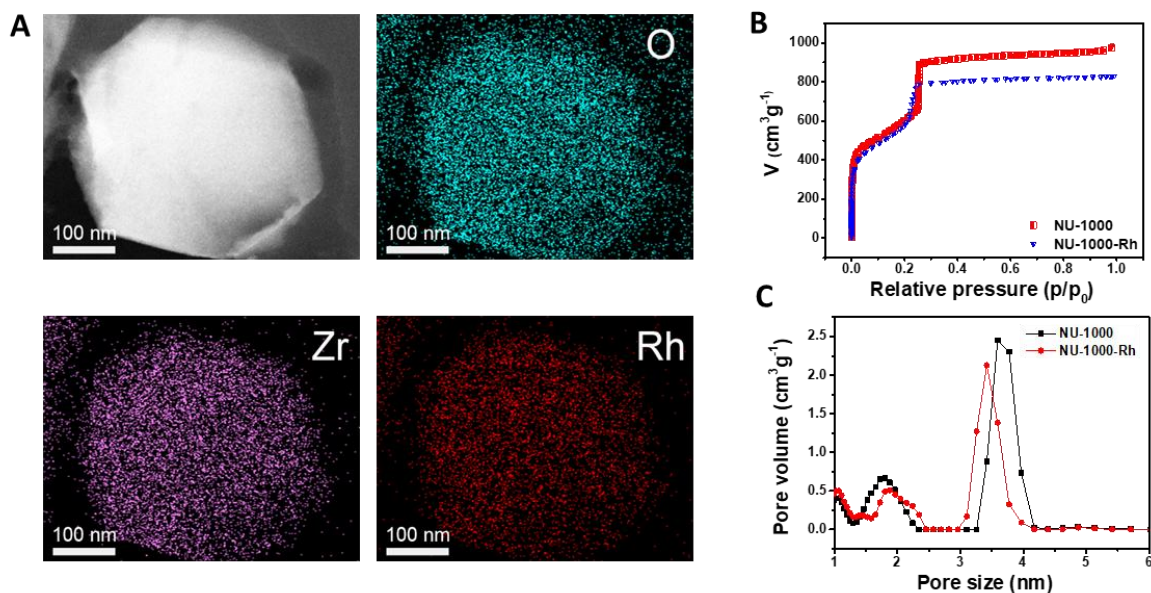 A
100 nm
O
100 nm
Zr
100 nm
Rh
100 nm
B
V (cm³g⁻¹)
1000
800
600
400
200
0
NU-1000
NU-1000-Rh
0.0 0.2 0.4 0.6 0.8 1.0
Relative pressure (p/p₀)
C
Pore volume (cm³g⁻¹)
2.5
2.0
1.5
1.0
0.5
0.0
NU-1000
NU-1000-Rh
1 2 3 4 5 6
Pore size (nm)